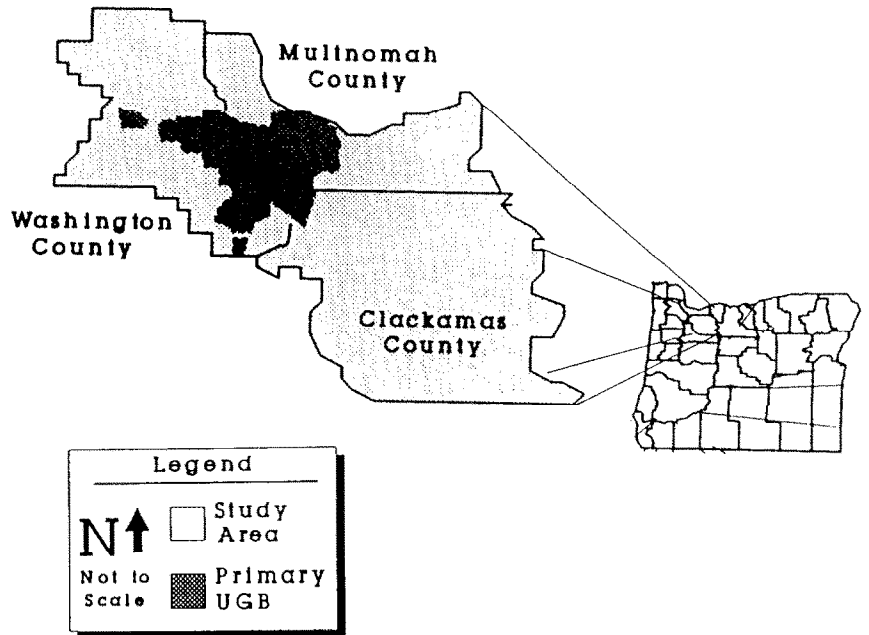 Multnomah
County
Washington
County
Clackamas
County
Legend
N
Not to
Scale
Study
Area
Primary
UGB